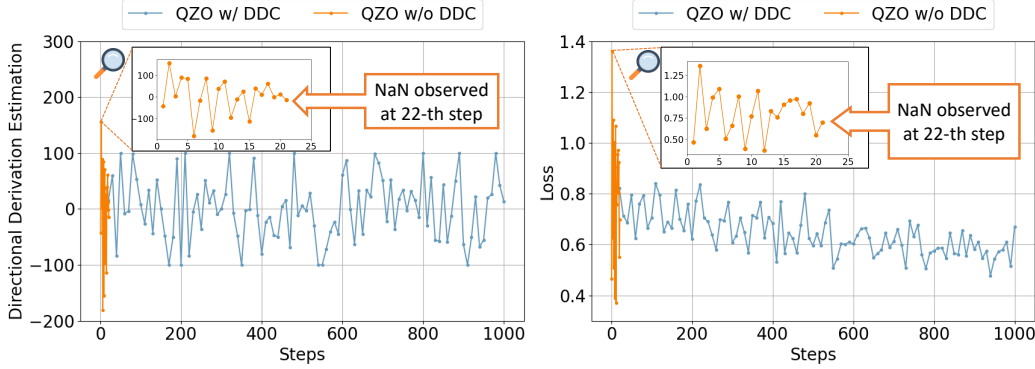 QZO w/ DDC QZO w/o DDC
Directional Derivation Estimation
300
200
100
0
−100
−200
0 200 400 600 800 1000
Steps
100
0
−100
0 5 10 15 20 25
NaN observed
at 22-th step
QZO w/ DDC QZO w/o DDC
Loss
1.4
1.2
1.0
0.8
0.6
0.4
0 200 400 600 800 1000
Steps
1.25
1.00
0.75
0.50
0 5 10 15 20 25
NaN observed
at 22-th step